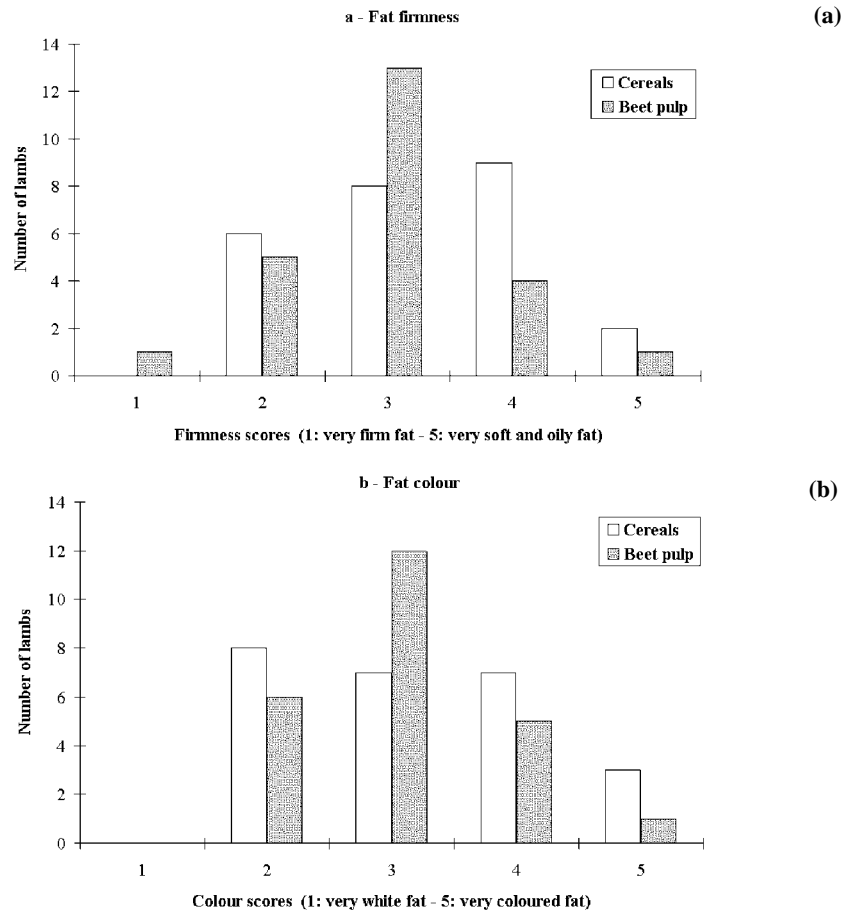 a - Fat firmness
(a)
14
12
10
8
6
4
2
0
Number of lambs
Cereals
Beet pulp
1 2 3 4 5
Firmness scores (1: very firm fat - 5: very soft and oily fat)
b - Fat colour
(b)
14
12
10
8
6
4
2
0
Number of lambs
Cereals
Beet pulp
1 2 3 4 5
Colour scores (1: very white fat - 5: very coloured fat)